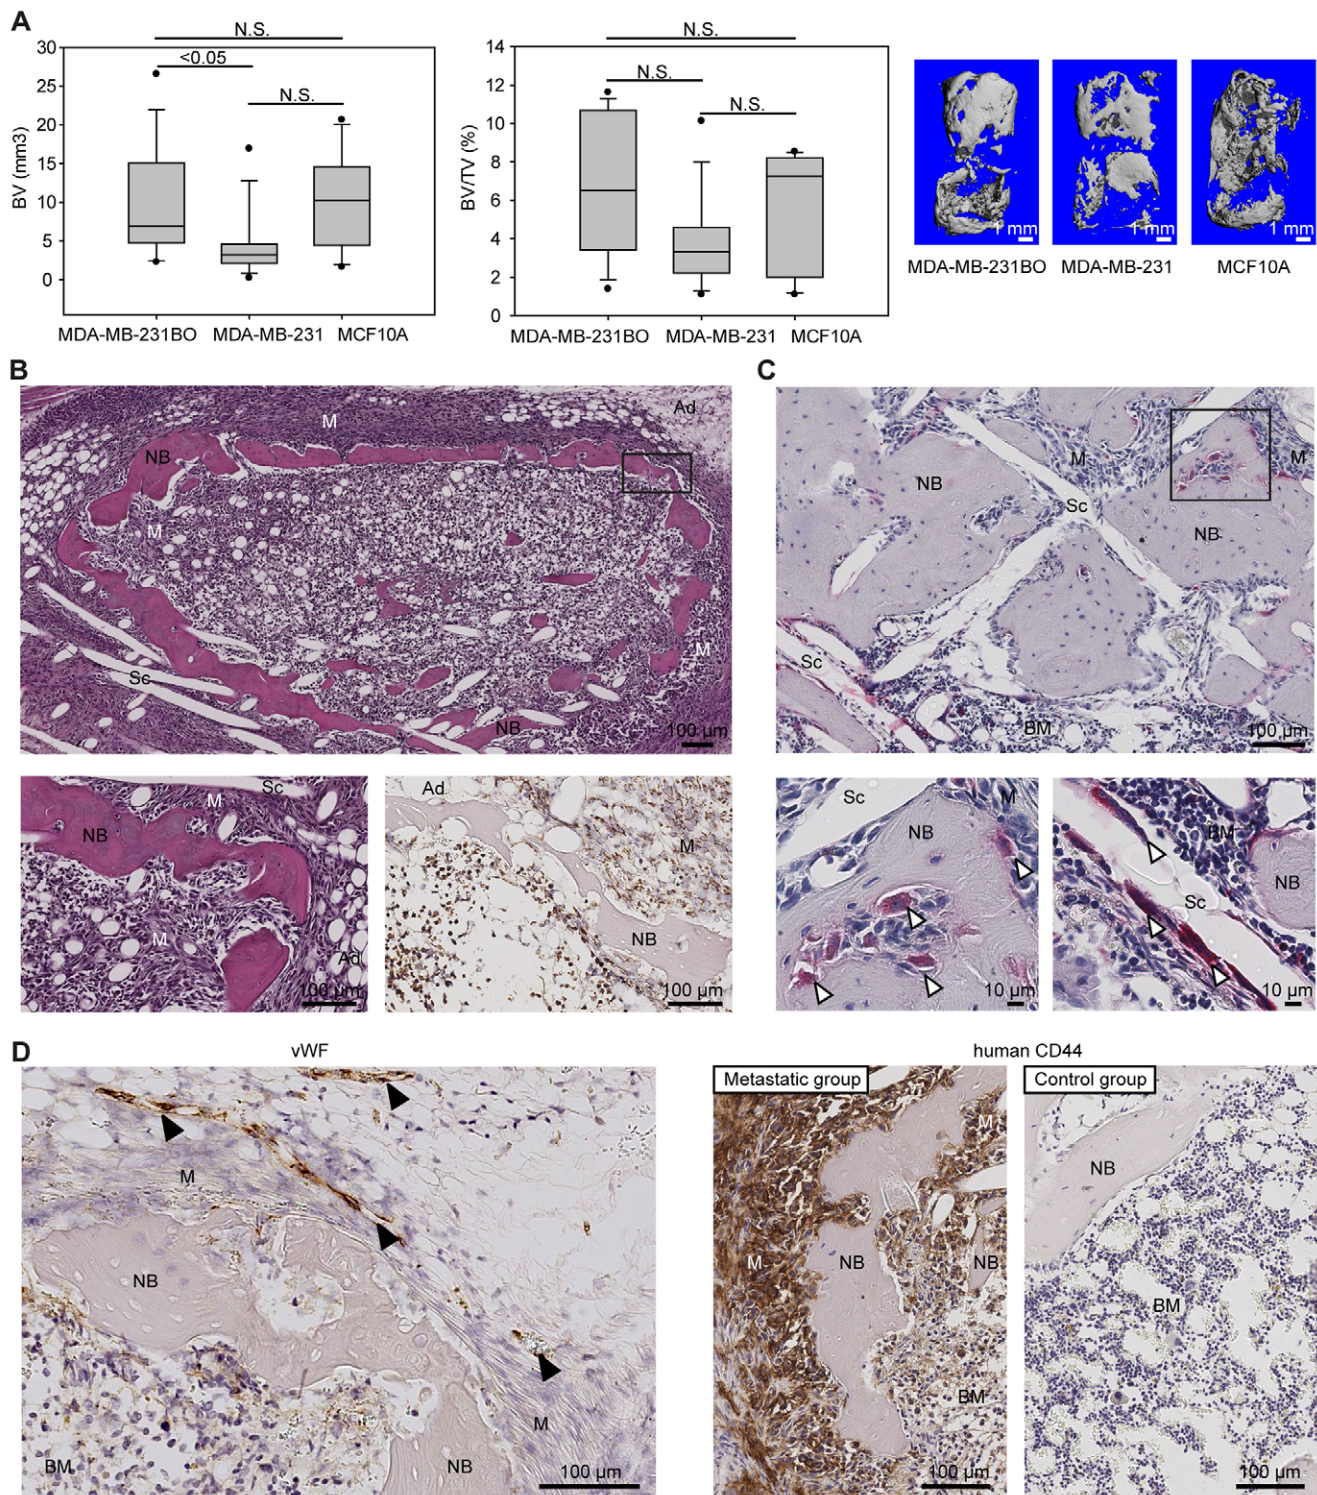 A
N.S.
<0.05
N.S.
30
25
20
15
10
5
0
BV (mm3)
MDA-MB-231BO MDA-MB-231 MCF10A
N.S.
N.S.
N.S.
14
12
10
8
6
4
2
0
BV/TV (%)
MDA-MB-231BO MDA-MB-231 MCF10A
1 mm 1 mm 1 mm
MDA-MB-231BO MDA-MB-231 MCF10A
B
Ad
M
NB
M
M
Sc
NB
100 µm
Sc
M
NB
M
Ad
100 µm
Ad
M
NB
100 µm
C
M M
NB
Sc
NB
Sc
BM
100 µm
Sc
M
NB
10 µm
BM
NB
Sc
10 µm
D
vWF
M
NB
M
BM
NB
100 µm
human CD44
Metastatic group
M
M
NB
NB
BM
100 µm
Control group
NB
BM
100 µm